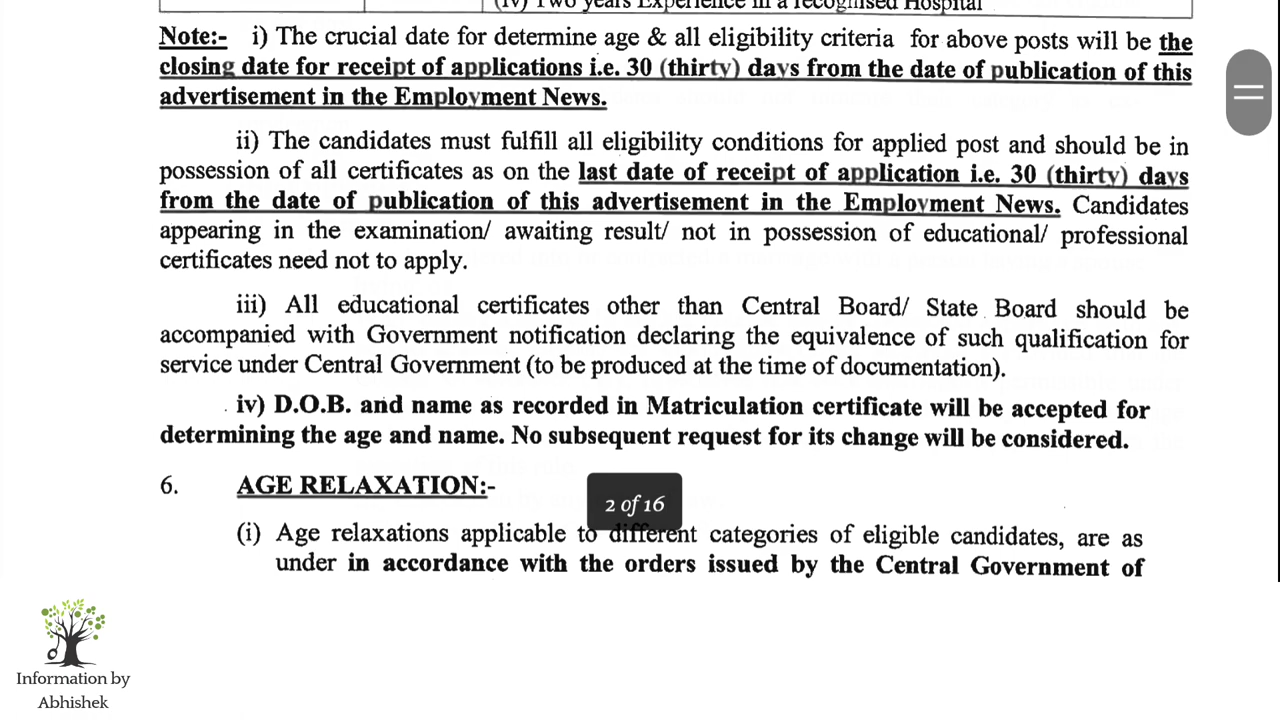 (iv) Two years Experience in a recognised Hospital
Note:- i) The crucial date for determine age & all eligibility criteria for above posts will be the
closing date for receipt of applications i.e. 30 (thirty) days from the date of publication of this
advertisement in the Employment News.
ii) The candidates must fulfill all eligibility conditions for applied post and should be in
possession of all certificates as on the last date of receipt of application i.e. 30 (thirty) days
from the date of publication of this advertisement in the Employment News. Candidates
appearing in the examination/ awaiting result/ not in possession of educational/ professional
certificates need not to apply.
iii) All educational certificates other than Central Board/ State Board should be
accompanied with Government notification declaring the equivalence of such qualification for
service under Central Government (to be produced at the time of documentation).
iv) D.O.B. and name as recorded in Matriculation certificate will be accepted for
determining the age and name. No subsequent request for its change will be considered.
6. AGE RELAXATION:-
2 of 16
(i) Age relaxations applicable to different categories of eligible candidates, are as
under in accordance with the orders issued by the Central Government of
Information by
Abhishek